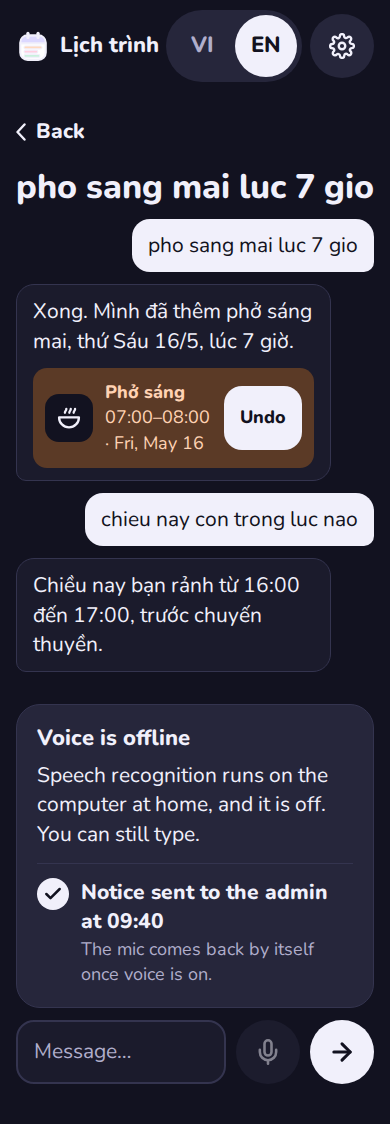 Lịch trình
VI
EN
Back
pho sang mai luc 7 gio
pho sang mai luc 7 gio
Xong. Mình đã thêm phở sáng
mai, thứ Sáu 16/5, lúc 7 giờ.
Phở sáng
07:00–08:00
· Fri, May 16
Undo
chieu nay con trong luc nao
Chiều nay bạn rảnh từ 16:00
đến 17:00, trước chuyến
thuyền.
Voice is offline
Speech recognition runs on the
computer at home, and it is off.
You can still type.
Notice sent to the admin
at 09:40
The mic comes back by itself
once voice is on.
Message...